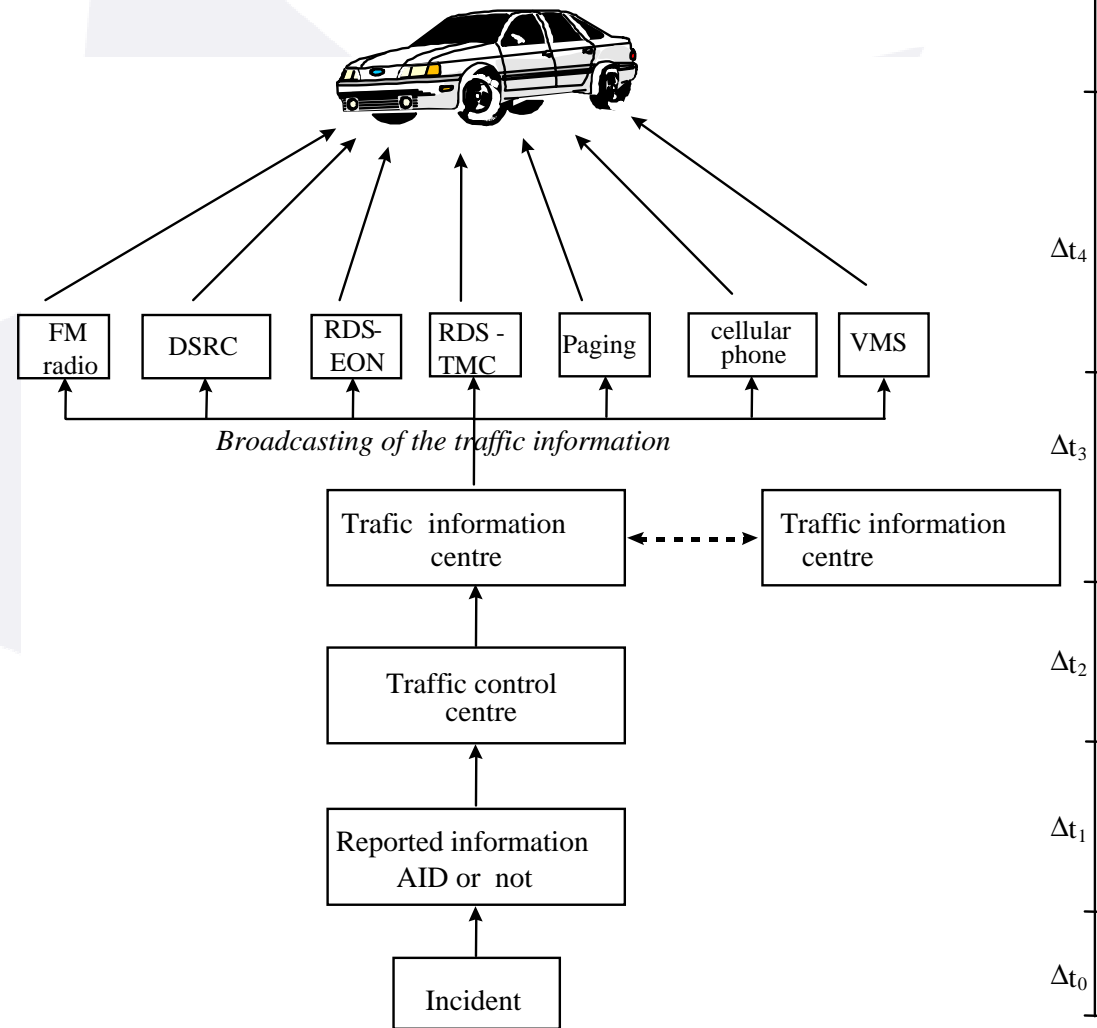 Δt4
FM
radio
DSRC
RDS-
EON
RDS -
TMC
Paging
cellular
phone
VMS
Broadcasting of the traffic information
Δt3
Trafic information
centre
Traffic information
centre
Traffic control
centre
Δt2
Reported information
AID or not
Δt1
Incident
Δt0